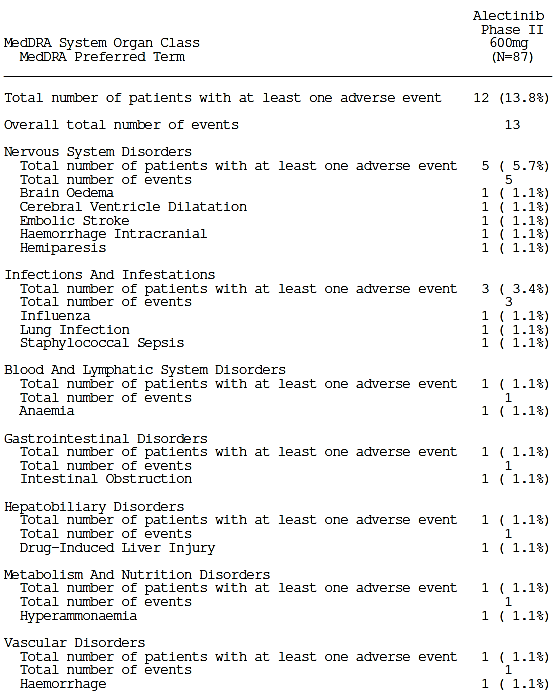 Alectinib
Phase II
MedDRA System Organ Class 600mg
MedDRA Preferred Term (N=87)
Total number of patients with at least one adverse event 12 (13.8%)
Overall total number of events 13
Nervous System Disorders
Total number of patients with at least one adverse event 5 ( 5.7%)
Total number of events 5
Brain Oedema 1 ( 1.1%)
Cerebral Ventricle Dilatation 1 ( 1.1%)
Embolic Stroke 1 ( 1.1%)
Haemorrhage Intracranial 1 ( 1.1%)
Hemiparesis 1 ( 1.1%)
Infections And Infestations
Total number of patients with at least one adverse event 3 ( 3.4%)
Total number of events 3
Influenza 1 ( 1.1%)
Lung Infection 1 ( 1.1%)
Staphylococcal Sepsis 1 ( 1.1%)
Blood And Lymphatic System Disorders
Total number of patients with at least one adverse event 1 ( 1.1%)
Total number of events 1
Anaemia 1 ( 1.1%)
Gastrointestinal Disorders
Total number of patients with at least one adverse event 1 ( 1.1%)
Total number of events 1
Intestinal Obstruction 1 ( 1.1%)
Hepatobiliary Disorders
Total number of patients with at least one adverse event 1 ( 1.1%)
Total number of events 1
Drug-Induced Liver Injury 1 ( 1.1%)
Metabolism And Nutrition Disorders
Total number of patients with at least one adverse event 1 ( 1.1%)
Total number of events 1
Hyperammonaemia 1 ( 1.1%)
Vascular Disorders
Total number of patients with at least one adverse event 1 ( 1.1%)
Total number of events 1
Haemorrhage 1 ( 1.1%)